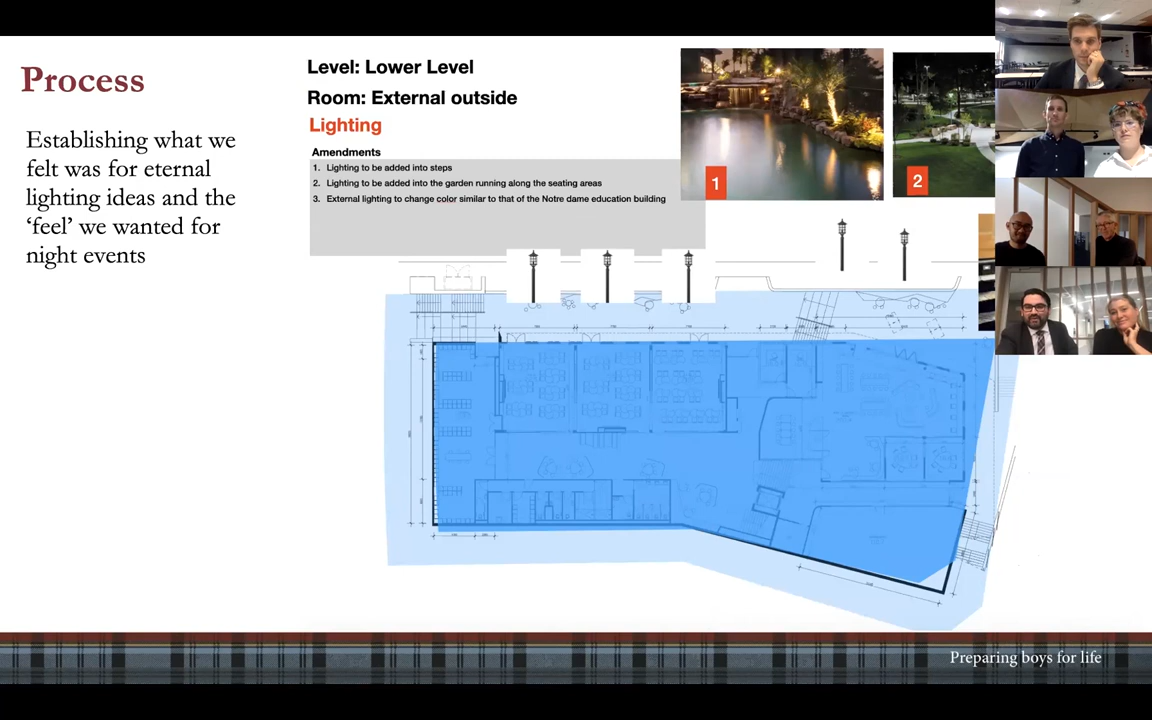 Process
Establishing what we
felt was for eternal
lighting ideas and the
‘feel’ we wanted for
night events
Level: Lower Level
Room: External outside
Lighting
Amendments
1. Lighting to be added into steps
2. Lighting to be added into the garden running along the seating areas
3. External lighting to change color similar to that of the Notre dame education building
1
2
Preparing boys for life